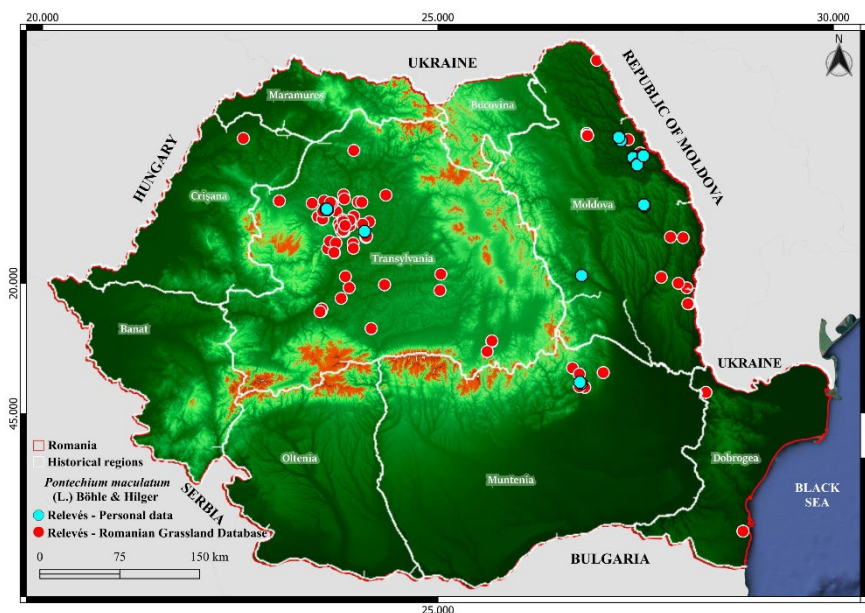 20.000 25.000 30.000
N
UKRAINE
REPUBLIC OF MOLDOVA
Maramureș
Bucovina
HUNGARY
Crișana
Moldova
Transylvania
20.000
Banat
UKRAINE
45.000
Romania
Historical regions
Oltenia
Muntenia
Dobrogea
Pontechium maculatum
(L.) Böhle & Hilger
SERBIA
BLACK
SEA
Relevés - Personal data
Relevés - Romanian Grassland Database
0 75 150 km
BULGARIA
25.000